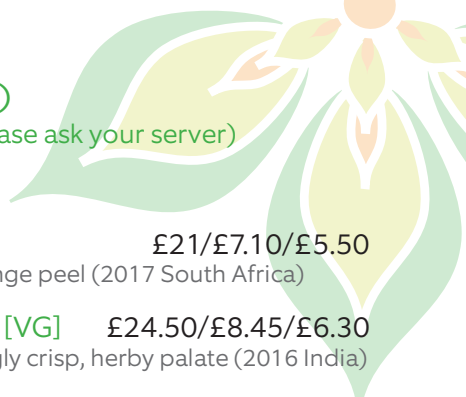 )
ase ask your server)
£21/£7.10/£5.50
nge peel (2017 South Africa)
[VG] £24.50/£8.45/£6.30
gly crisp, herby palate (2016 India)